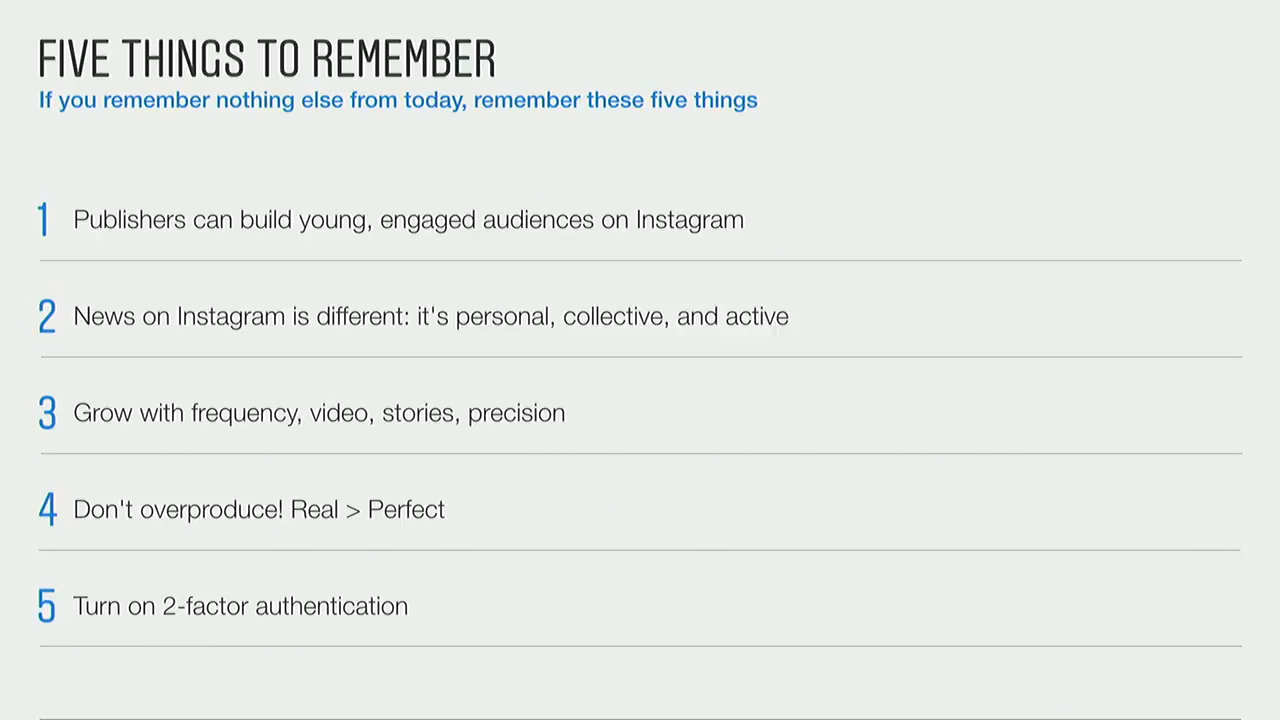 FIVE THINGS TO REMEMBER
If you remember nothing else from today, remember these five things
1 Publishers can build young, engaged audiences on Instagram
2 News on Instagram is different: it's personal, collective, and active
3 Grow with frequency, video, stories, precision
4 Don't overproduce! Real > Perfect
5 Turn on 2-factor authentication